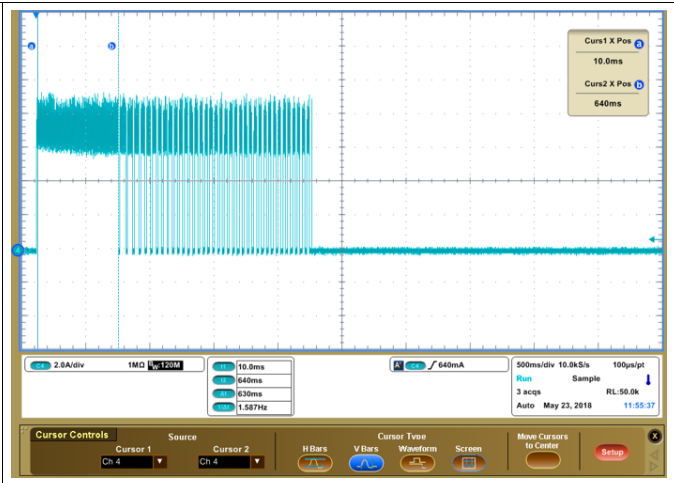 a
b
Curs1 X Pos a
10.0ms
Curs2 X Pos b
640ms
4
C4 2.0A/div 1MΩ BW:120M
t1 10.0ms
t2 640ms
Δt 630ms
1/Δt 1.587Hz
A' C4 640mA
500ms/div 10.0kS/s 100µs/pt
Run Sample
3 acqs RL:50.0k
Auto May 23, 2018 11:55:37
Cursor Controls
Source
Cursor 1 Cursor 2
Ch 4 Ch 4
Cursor Type
H Bars V Bars Waveform Screen
Move Cursors
to Center
Setup
X